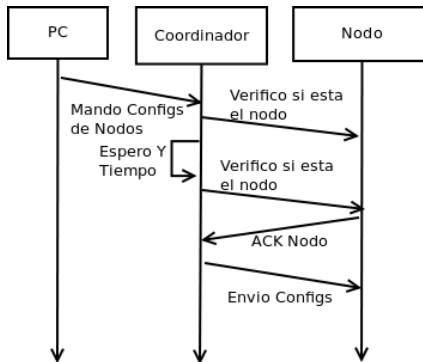 PC
Coordinador
Nodo
Mando Configs
de Nodos
Verifico si esta
el nodo
Espero Y
Tiempo
Verifico si esta
el nodo
ACK Nodo
Envio Configs